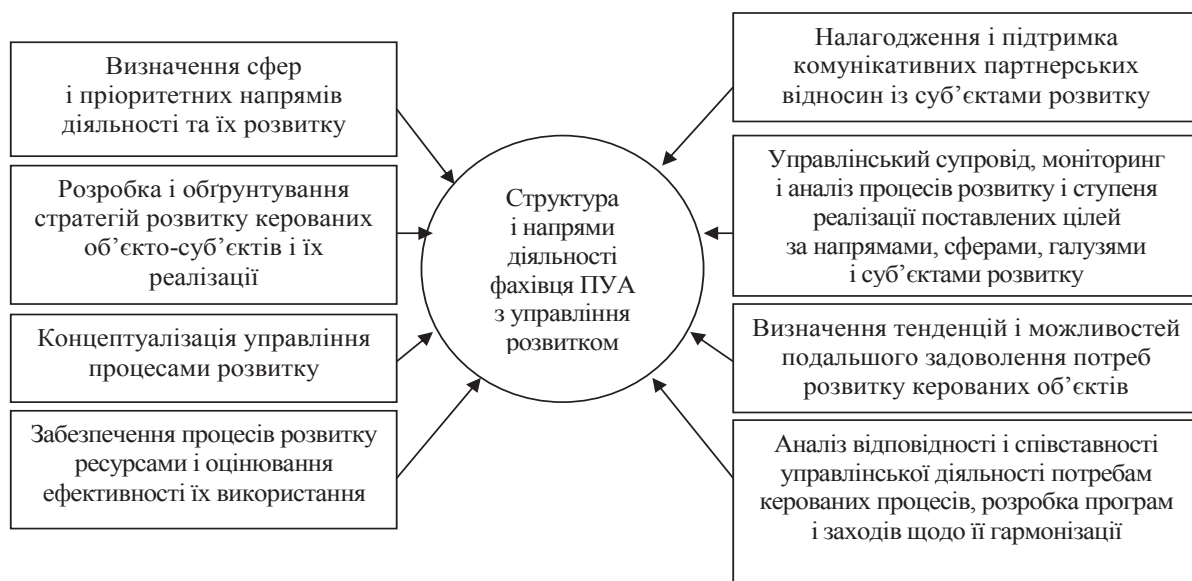 Визначення сфер
і пріоритетних напрямів
діяльності та їх розвитку
Розробка і обґрунтування
стратегій розвитку керованих
об’єкто-суб’єктів і їх
реалізації
Концептуалізація управління
процесами розвитку
Забезпечення процесів розвитку
ресурсами і оцінювання
ефективності їх використання
Структура
і напрями
діяльності
фахівця ПУА
з управління
розвитком
Налагодження і підтримка
комунікативних партнерських
відносин із суб’єктами розвитку
Управлінський супровід, моніторинг
і аналіз процесів розвитку і ступеня
реалізації поставлених цілей
за напрямами, сферами, галузями
і суб’єктами розвитку
Визначення тенденцій і можливостей
подальшого задоволення потреб
розвитку керованих об’єктів
Аналіз відповідності і співставності
управлінської діяльності потребам
керованих процесів, розробка програм
і заходів щодо її гармонізації